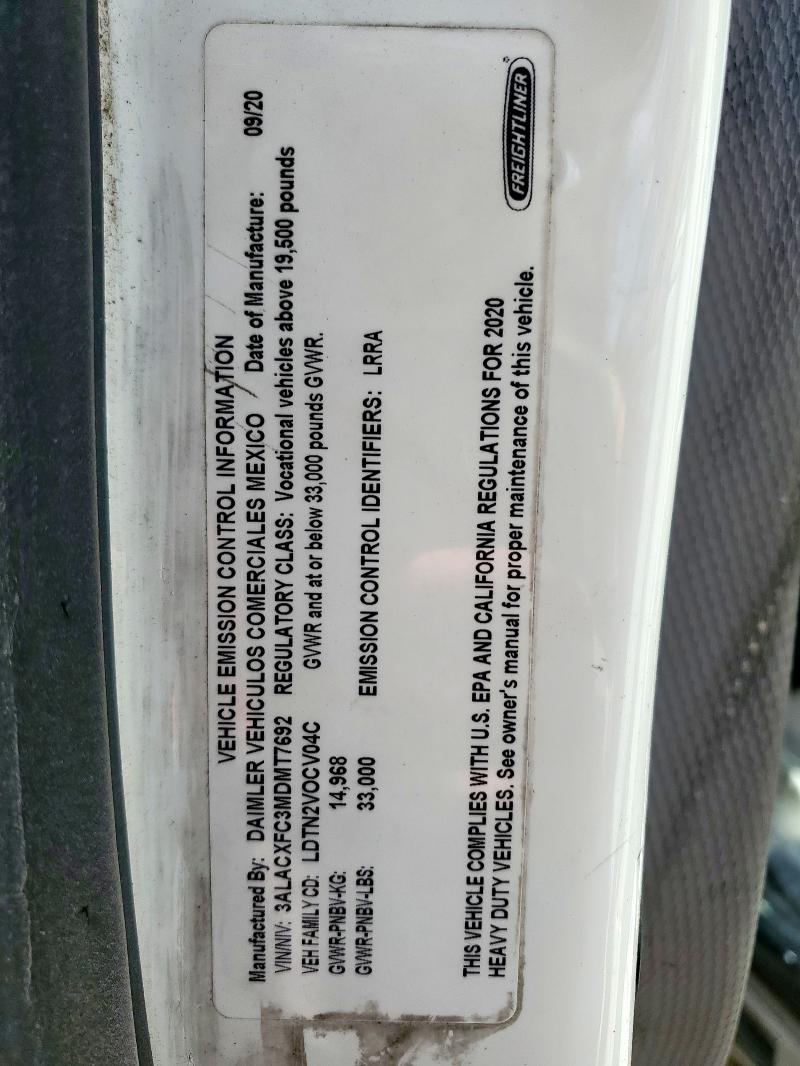 VEHICLE EMISSION CONTROL INFORMATION
Manufactured By: DAIMLER VEHICULOS COMERCIALES MEXICO Date of Manufacture: 09/20
VIN/NIV: 3ALACXFC3MDMT7692 REGULATORY CLASS: Vocational vehicles above 19,500 pounds
VEH FAMILY CD: LDTN2VOCV04C GVWR and at or below 33,000 pounds GVWR.
GVWR-PNBV-KG: 14,968
GVWR-PNBV-LBS: 33,000 EMISSION CONTROL IDENTIFIERS: LRRA
THIS VEHICLE COMPLIES WITH U.S. EPA AND CALIFORNIA REGULATIONS FOR 2020
HEAVY DUTY VEHICLES. See owner's manual for proper maintenance of this vehicle.
FREIGHTLINER